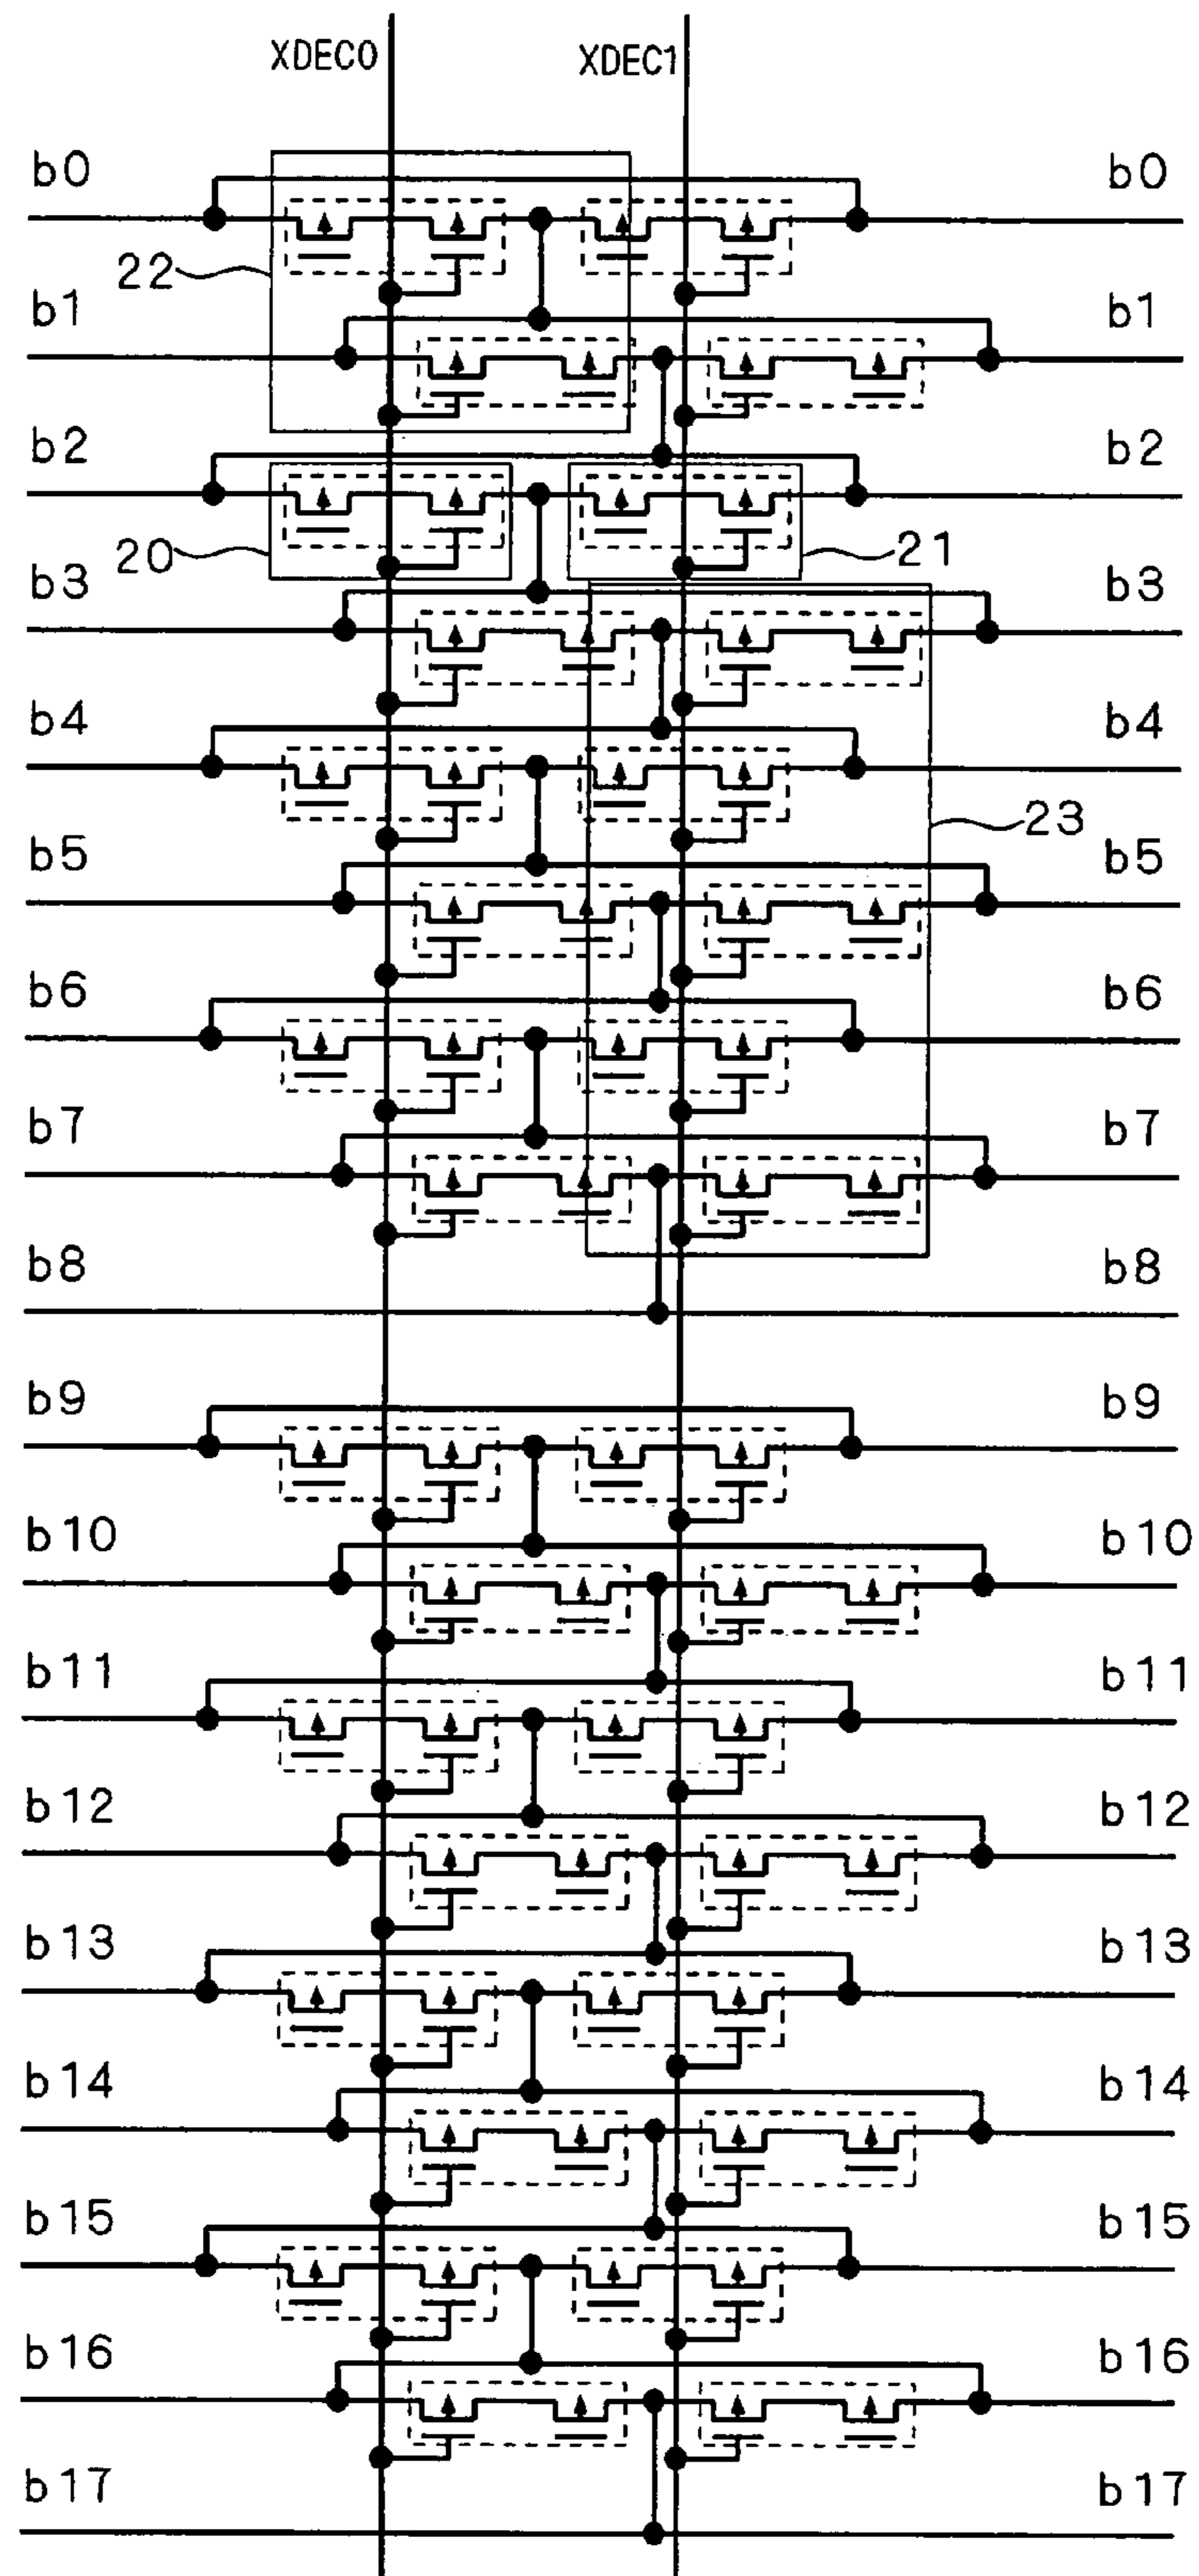 XDEC0 XDEC1
b0 b0
22
b1 b1
b2 b2
20 21
b3 b3
b4 b4
23
b5 b5
b6 b6
b7 b7
b8 b8
b9 b9
b10 b10
b11 b11
b12 b12
b13 b13
b14 b14
b15 b15
b16 b16
b17 b17